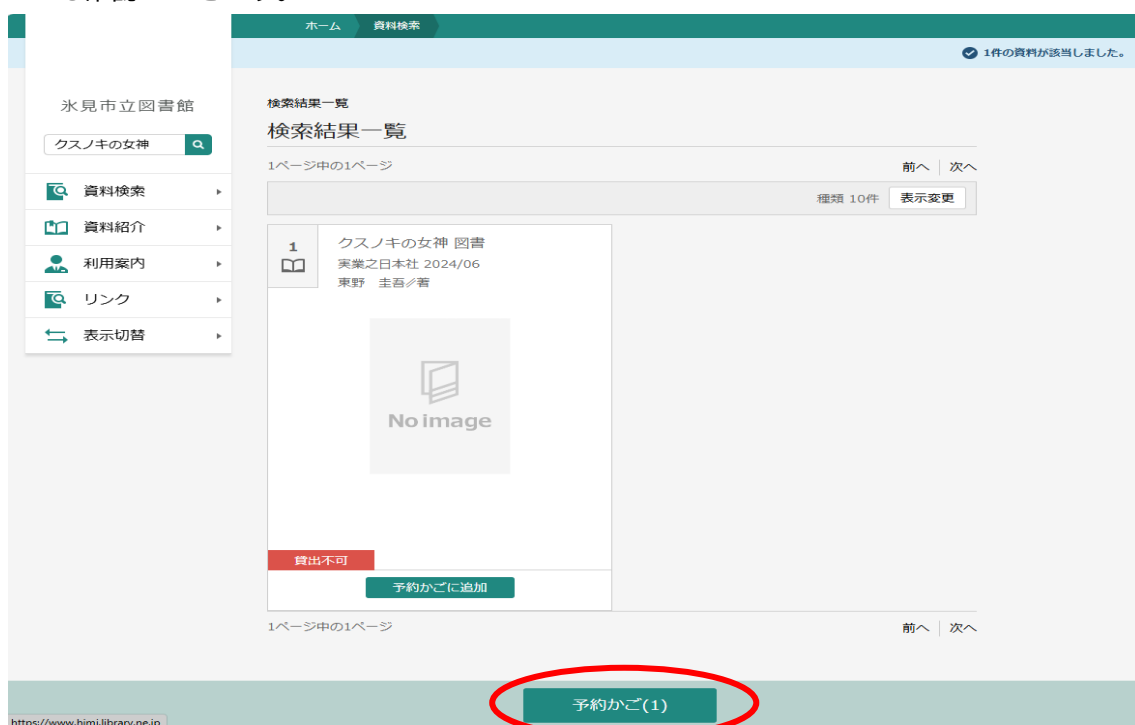 ホーム 資料検索
1件の資料が該当しました。
氷見市立図書館
クスノキの女神
資料検索
資料紹介
利用案内
リンク
表示切替
検索結果一覧
検索結果一覧
1ページ中の1ページ
前へ 次へ
種類 10件 表示変更
1
クスノキの女神 図書
実業之日本社 2024/06
東野 圭吾∥著
No image
貸出不可
予約かごに追加
1ページ中の1ページ
前へ 次へ
予約かご(1)
https://www.himi.library.ne.jp